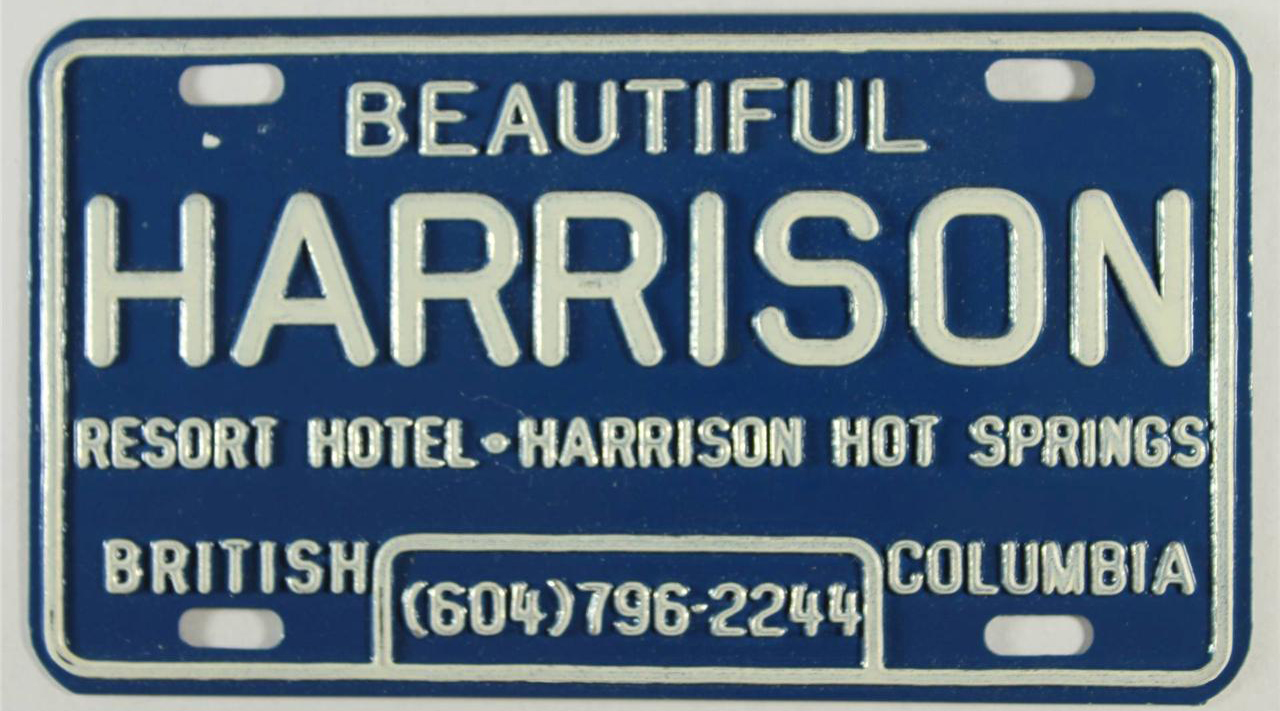 BEAUTIFUL
HARRISON
RESORT HOTEL • HARRISON HOT SPRINGS
BRITISH (604)796-2244 COLUMBIA